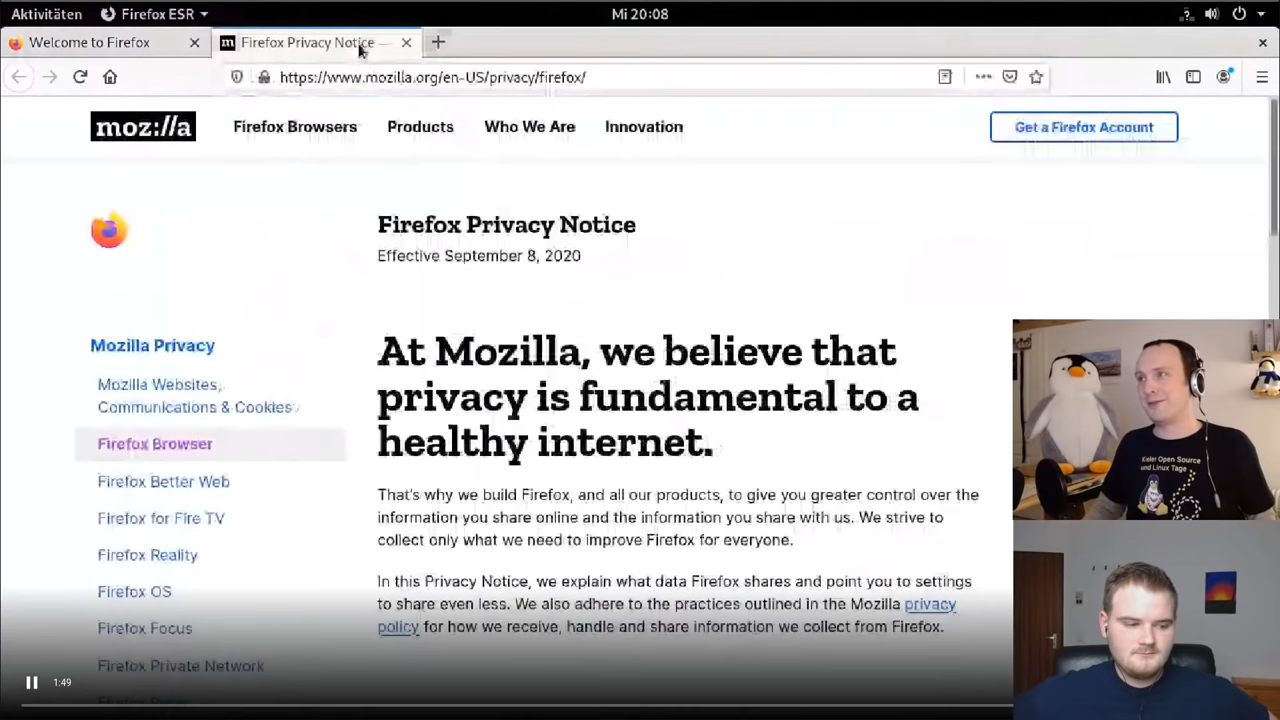 Aktivitäten Firefox ESR Mi 20:08
Welcome to Firefox Firefox Privacy Notice —
https://www.mozilla.org/en-US/privacy/firefox/
moz://a Firefox Browsers Products Who We Are Innovation Get a Firefox Account
Firefox Privacy Notice
Effective September 8, 2020
Mozilla Privacy
Mozilla Websites,
Communications & Cookies
Firefox Browser
Firefox Better Web
Firefox for Fire TV
Firefox Reality
Firefox OS
Firefox Focus
Firefox Private Network
At Mozilla, we believe that
privacy is fundamental to a
healthy internet.
That's why we build Firefox, and all our products, to give you greater control over the
information you share online and the information you share with us. We strive to
collect only what we need to improve Firefox for everyone.
In this Privacy Notice, we explain what data Firefox shares and point you to settings
to share even less. We also adhere to the practices outlined in the Mozilla privacy
policy for how we receive, handle and share information we collect from Firefox.
Kieler Open Source
und Linux Tage
1:49